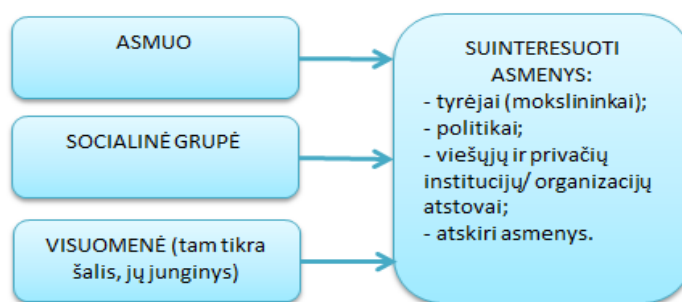 ASMUO
SOCIALINĖ GRUPĖ
VISUOMENĖ (tam tikra
šalis, jų junginys)
SUINTERESUOTI
ASMENYS:
- tyrėjai (mokslininkai);
- politikai;
- viešųjų ir privačių
institucijų/ organizacijų
atstovai;
- atskiri asmenys.